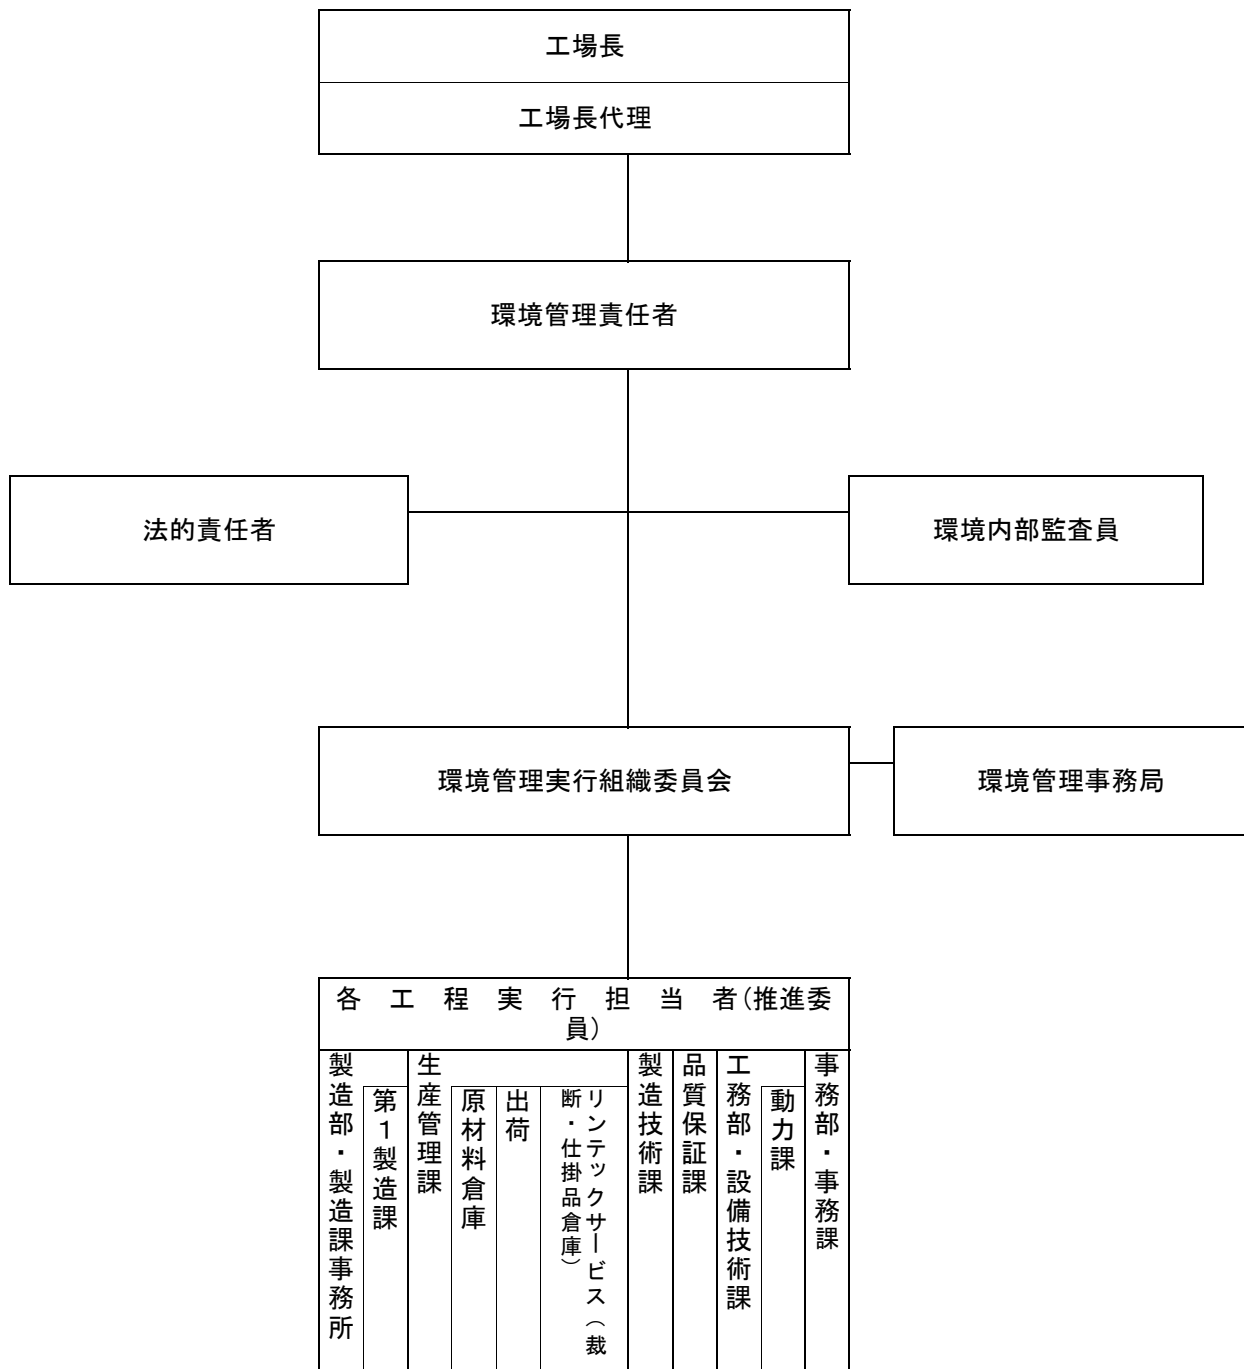 工場長
工場長代理
環境管理責任者
法的責任者
環境内部監査員
環境管理実行組織委員会
環境管理事務局
各　工　程　実　行　担　当　者(推進委
員)
製造部・製造課事務所
第１製造課
生産管理課
原材料倉庫
出荷
リンテックサービス（裁
断・仕掛品倉庫）
製造技術課
品質保証課
工務部・設備技術課
動力課
事務部・事務課